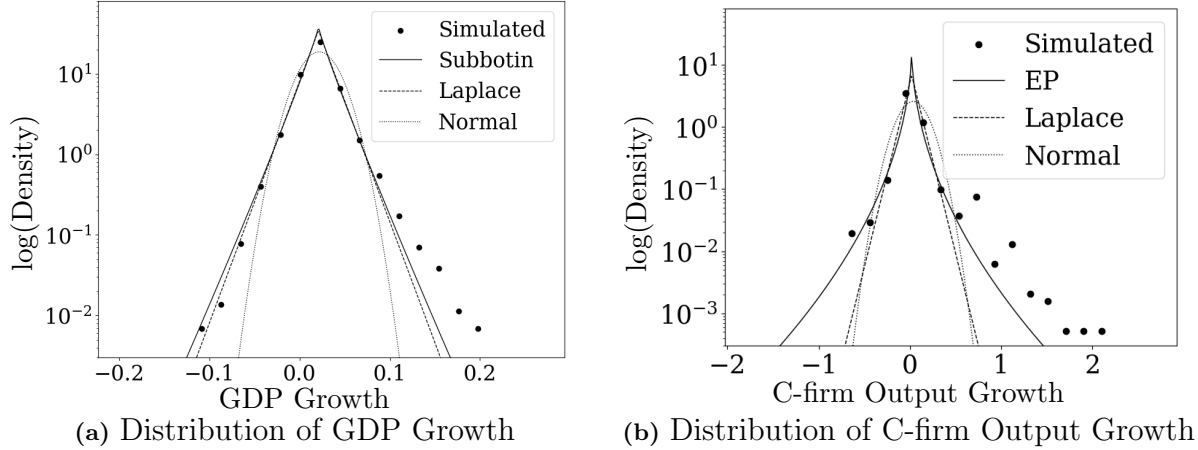 log(Density)
10^1
10^0
10^-1
10^-2
Simulated
Subbotin
Laplace
Normal
−0.2
−0.1
0.0
0.1
0.2
GDP Growth
(a) Distribution of GDP Growth
log(Density)
10^1
10^0
10^-1
10^-2
10^-3
Simulated
EP
Laplace
Normal
−2
−1
0
1
2
C-firm Output Growth
(b) Distribution of C-firm Output Growth